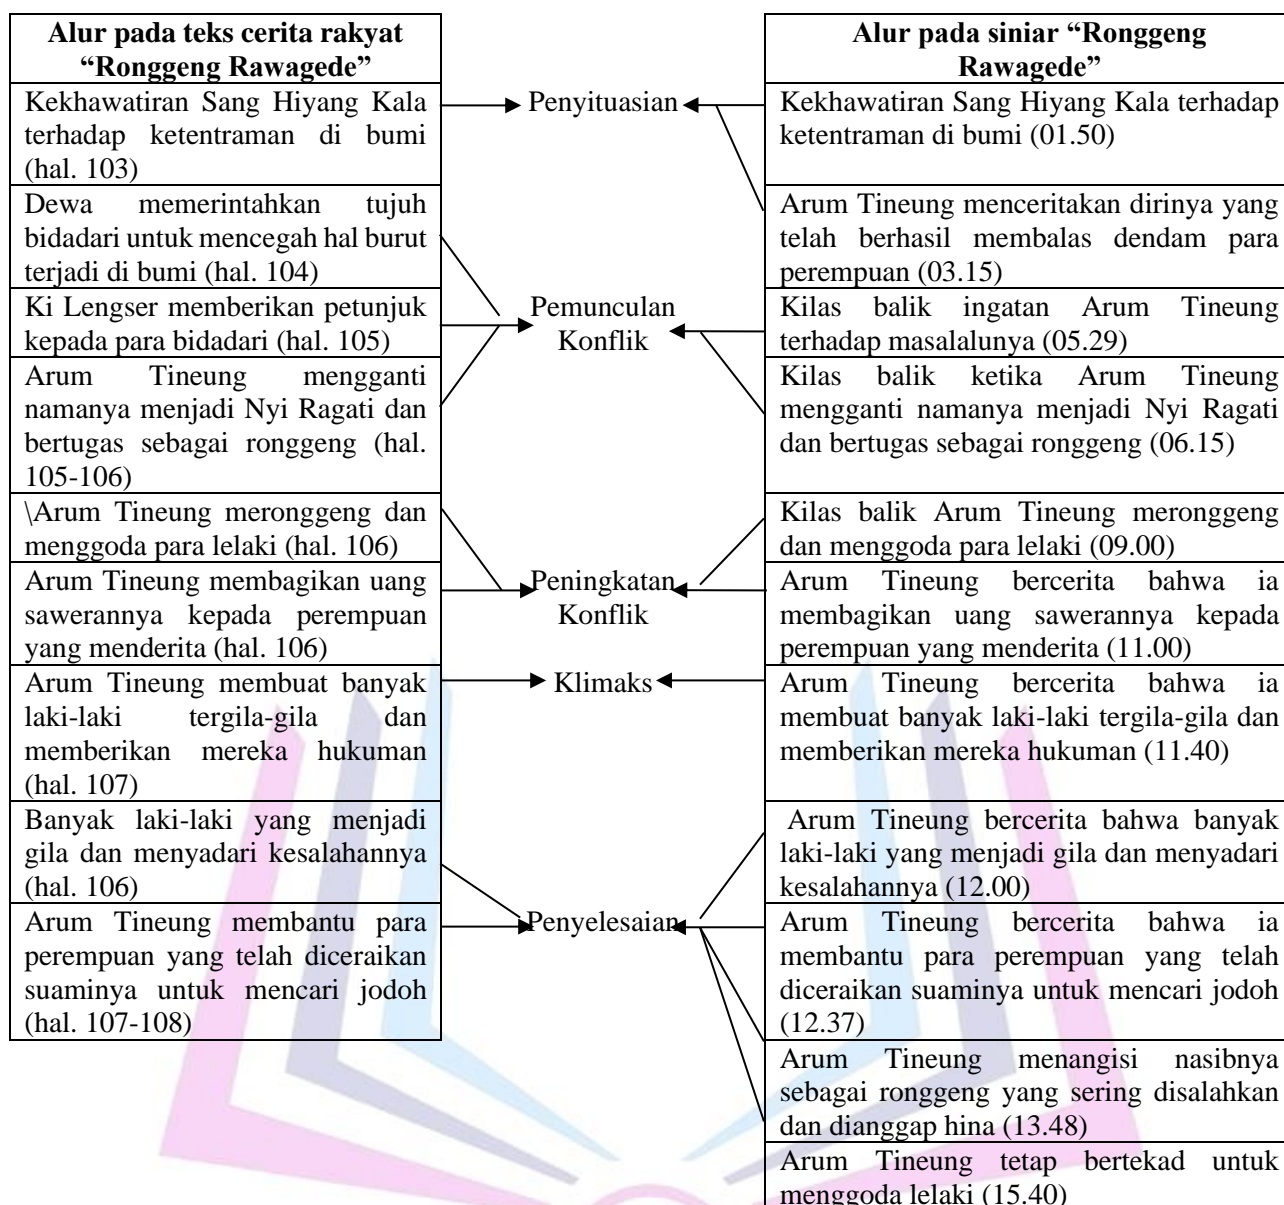 Alur pada teks cerita rakyat
“Ronggeng Rawagede”
Kekhawatiran Sang Hiyang Kala
terhadap ketentraman di bumi
(hal. 103)
Dewa memerintahkan tujuh
bidadari untuk mencegah hal burut
terjadi di bumi (hal. 104)
Ki Lengser memberikan petunjuk
kepada para bidadari (hal. 105)
Arum Tineung mengganti
namanya menjadi Nyi Ragati dan
bertugas sebagai ronggeng (hal.
105-106)
\Arum Tineung meronggeng dan
menggoda para lelaki (hal. 106)
Arum Tineung membagikan uang
sawerannya kepada perempuan
yang menderita (hal. 106)
Arum Tineung membuat banyak
laki-laki tergila-gila dan
memberikan mereka hukuman
(hal. 107)
Banyak laki-laki yang menjadi
gila dan menyadari kesalahannya
(hal. 106)
Arum Tineung membantu para
perempuan yang telah diceraikan
suaminya untuk mencari jodoh
(hal. 107-108)
Penyituasian
Pemunculan
Konflik
Peningkatan
Konflik
Klimaks
Penyelesaian
Alur pada siniar “Ronggeng
Rawagede”
Kekhawatiran Sang Hiyang Kala terhadap
ketentraman di bumi (01.50)
Arum Tineung menceritakan dirinya yang
telah berhasil membalas dendam para
perempuan (03.15)
Kilas balik ingatan Arum Tineung
terhadap masalalunya (05.29)
Kilas balik ketika Arum Tineung
mengganti namanya menjadi Nyi Ragati
dan bertugas sebagai ronggeng (06.15)
Kilas balik Arum Tineung meronggeng
dan menggoda para lelaki (09.00)
Arum Tineung bercerita bahwa ia
membagikan uang sawerannya kepada
perempuan yang menderita (11.00)
Arum Tineung bercerita bahwa ia
membuat banyak laki-laki tergila-gila dan
memberikan mereka hukuman (11.40)
Arum Tineung bercerita bahwa banyak
laki-laki yang menjadi gila dan menyadari
kesalahannya (12.00)
Arum Tineung bercerita bahwa ia
membantu para perempuan yang telah
diceraikan suaminya untuk mencari jodoh
(12.37)
Arum Tineung menangisi nasibnya
sebagai ronggeng yang sering disalahkan
dan dianggap hina (13.48)
Arum Tineung tetap bertekad untuk
menggoda lelaki (15.40)